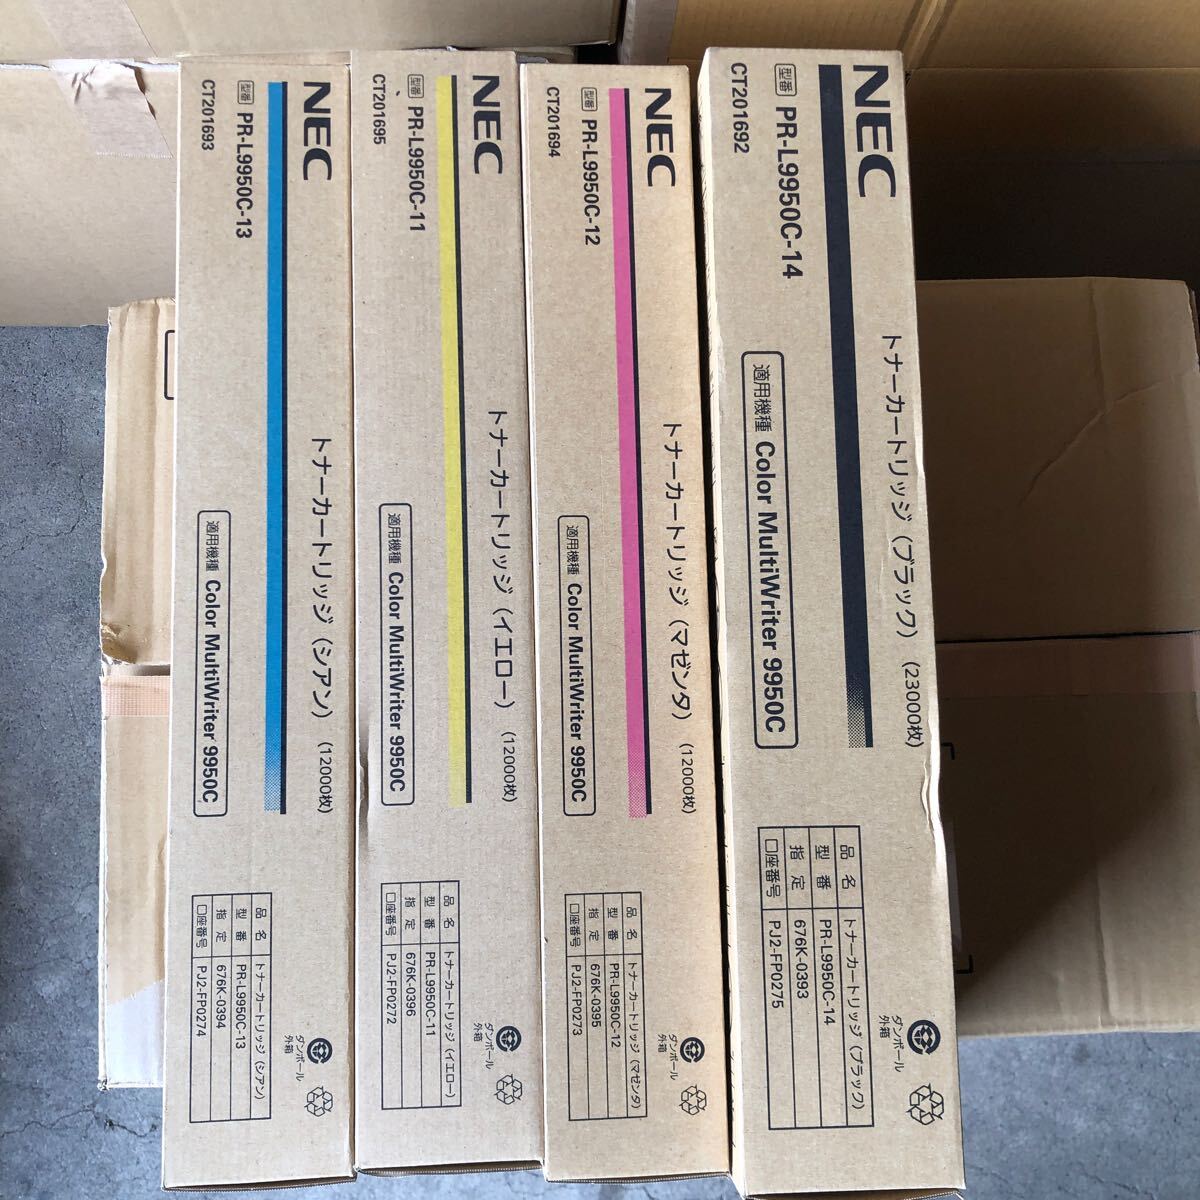 NEC
型番 PR-L9950C-13
CT201693
トナーカートリッジ(シアン) (12000枚)
適用機種 Color MultiWriter 9950C
品名 トナーカートリッジ(シアン)
型番 PR-L9950C-13
指定 676K-0394
□座番号 PJ2-FP0274
ダンボール
外箱
NEC
型番 PR-L9950C-11
CT201695
トナーカートリッジ(イエロー) (12000枚)
適用機種 Color MultiWriter 9950C
品名 トナーカートリッジ(イエロー)
型番 PR-L9950C-11
指定 676K-0396
□座番号 PJ2-FP0272
ダンボール
外箱
NEC
型番 PR-L9950C-12
CT201694
トナーカートリッジ(マゼンタ) (12000枚)
適用機種 Color MultiWriter 9950C
品名 トナーカートリッジ(マゼンタ)
型番 PR-L9950C-12
指定 676K-0395
□座番号 PJ2-FP0273
ダンボール
外箱
NEC
型番 PR-L9950C-14
CT201692
トナーカートリッジ(ブラック) (23000枚)
適用機種 Color MultiWriter 9950C
品名 トナーカートリッジ(ブラック)
型番 PR-L9950C-14
指定 676K-0393
□座番号 PJ2-FP0275
ダンボール
外箱